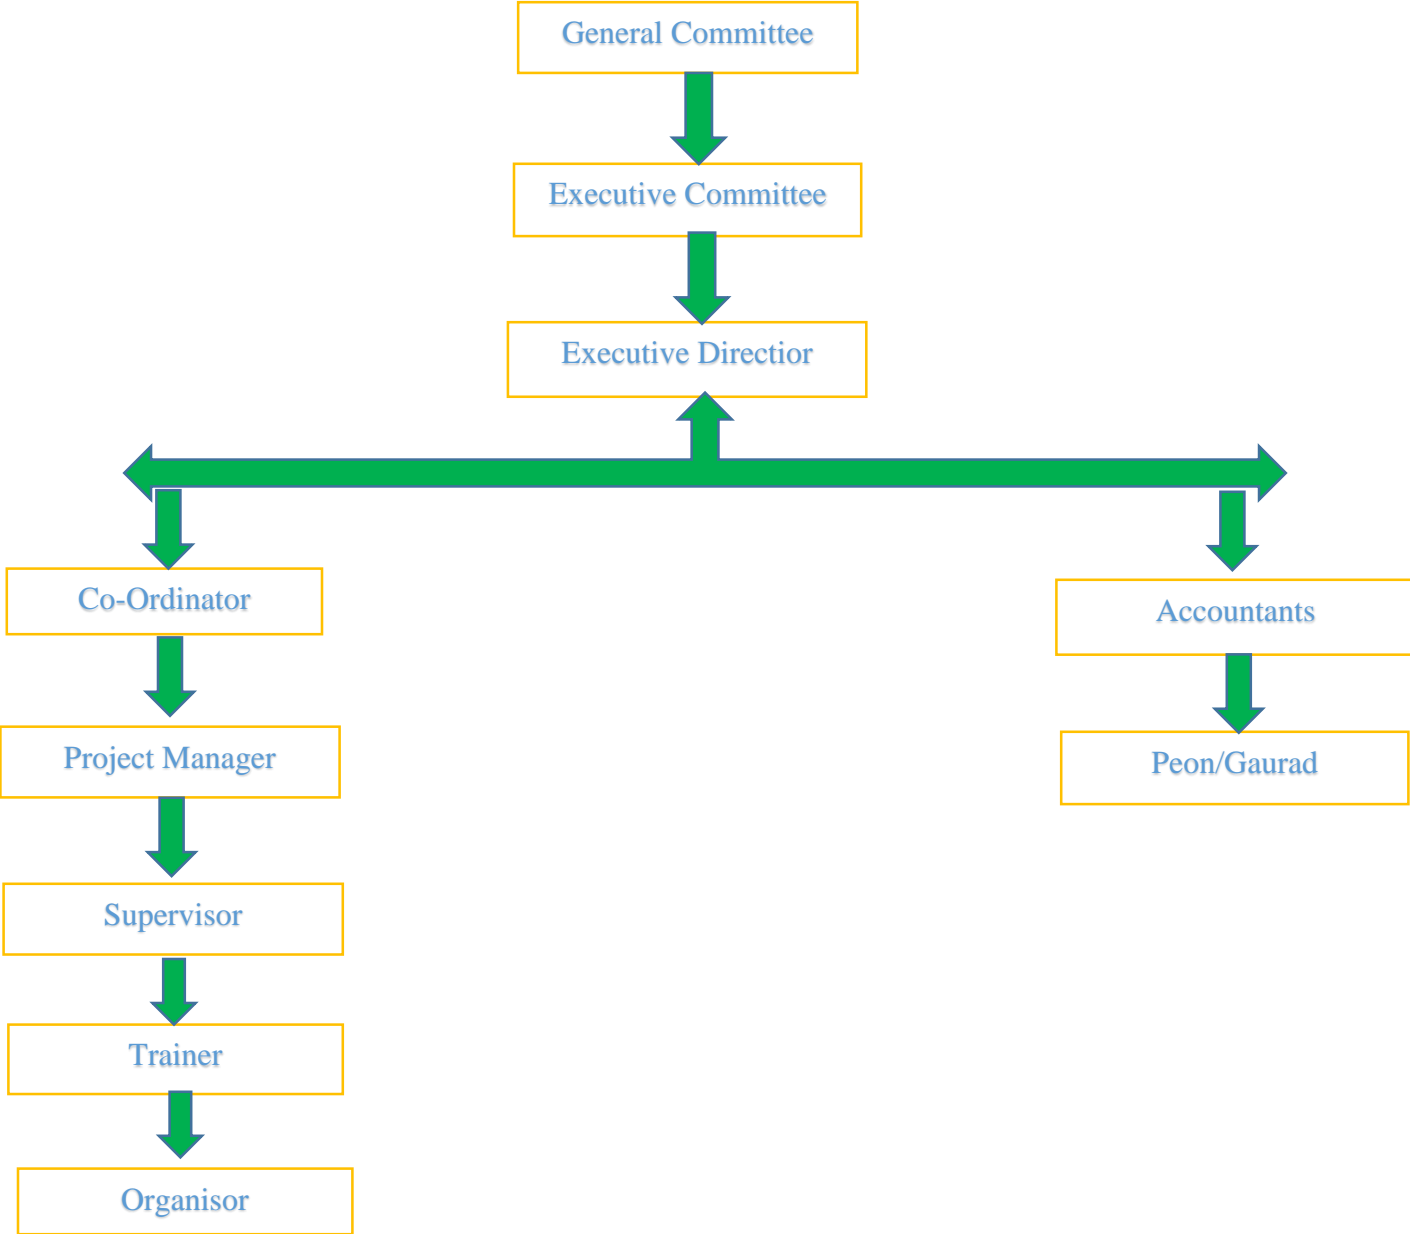 General Committee
Executive Committee
Executive Directior
Co-Ordinator
Accountants
Project Manager
Peon/Gaurad
Supervisor
Trainer
Organisor